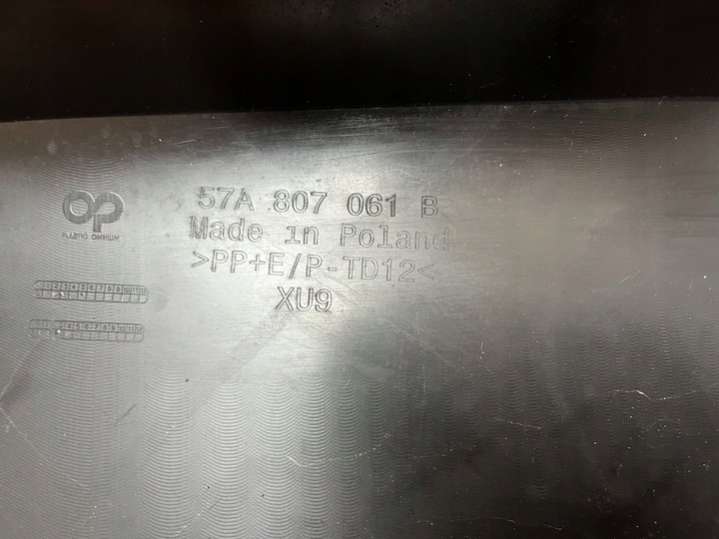 57A 807 061 B
Made in Poland
>PP+E/P-TD12<
XU9